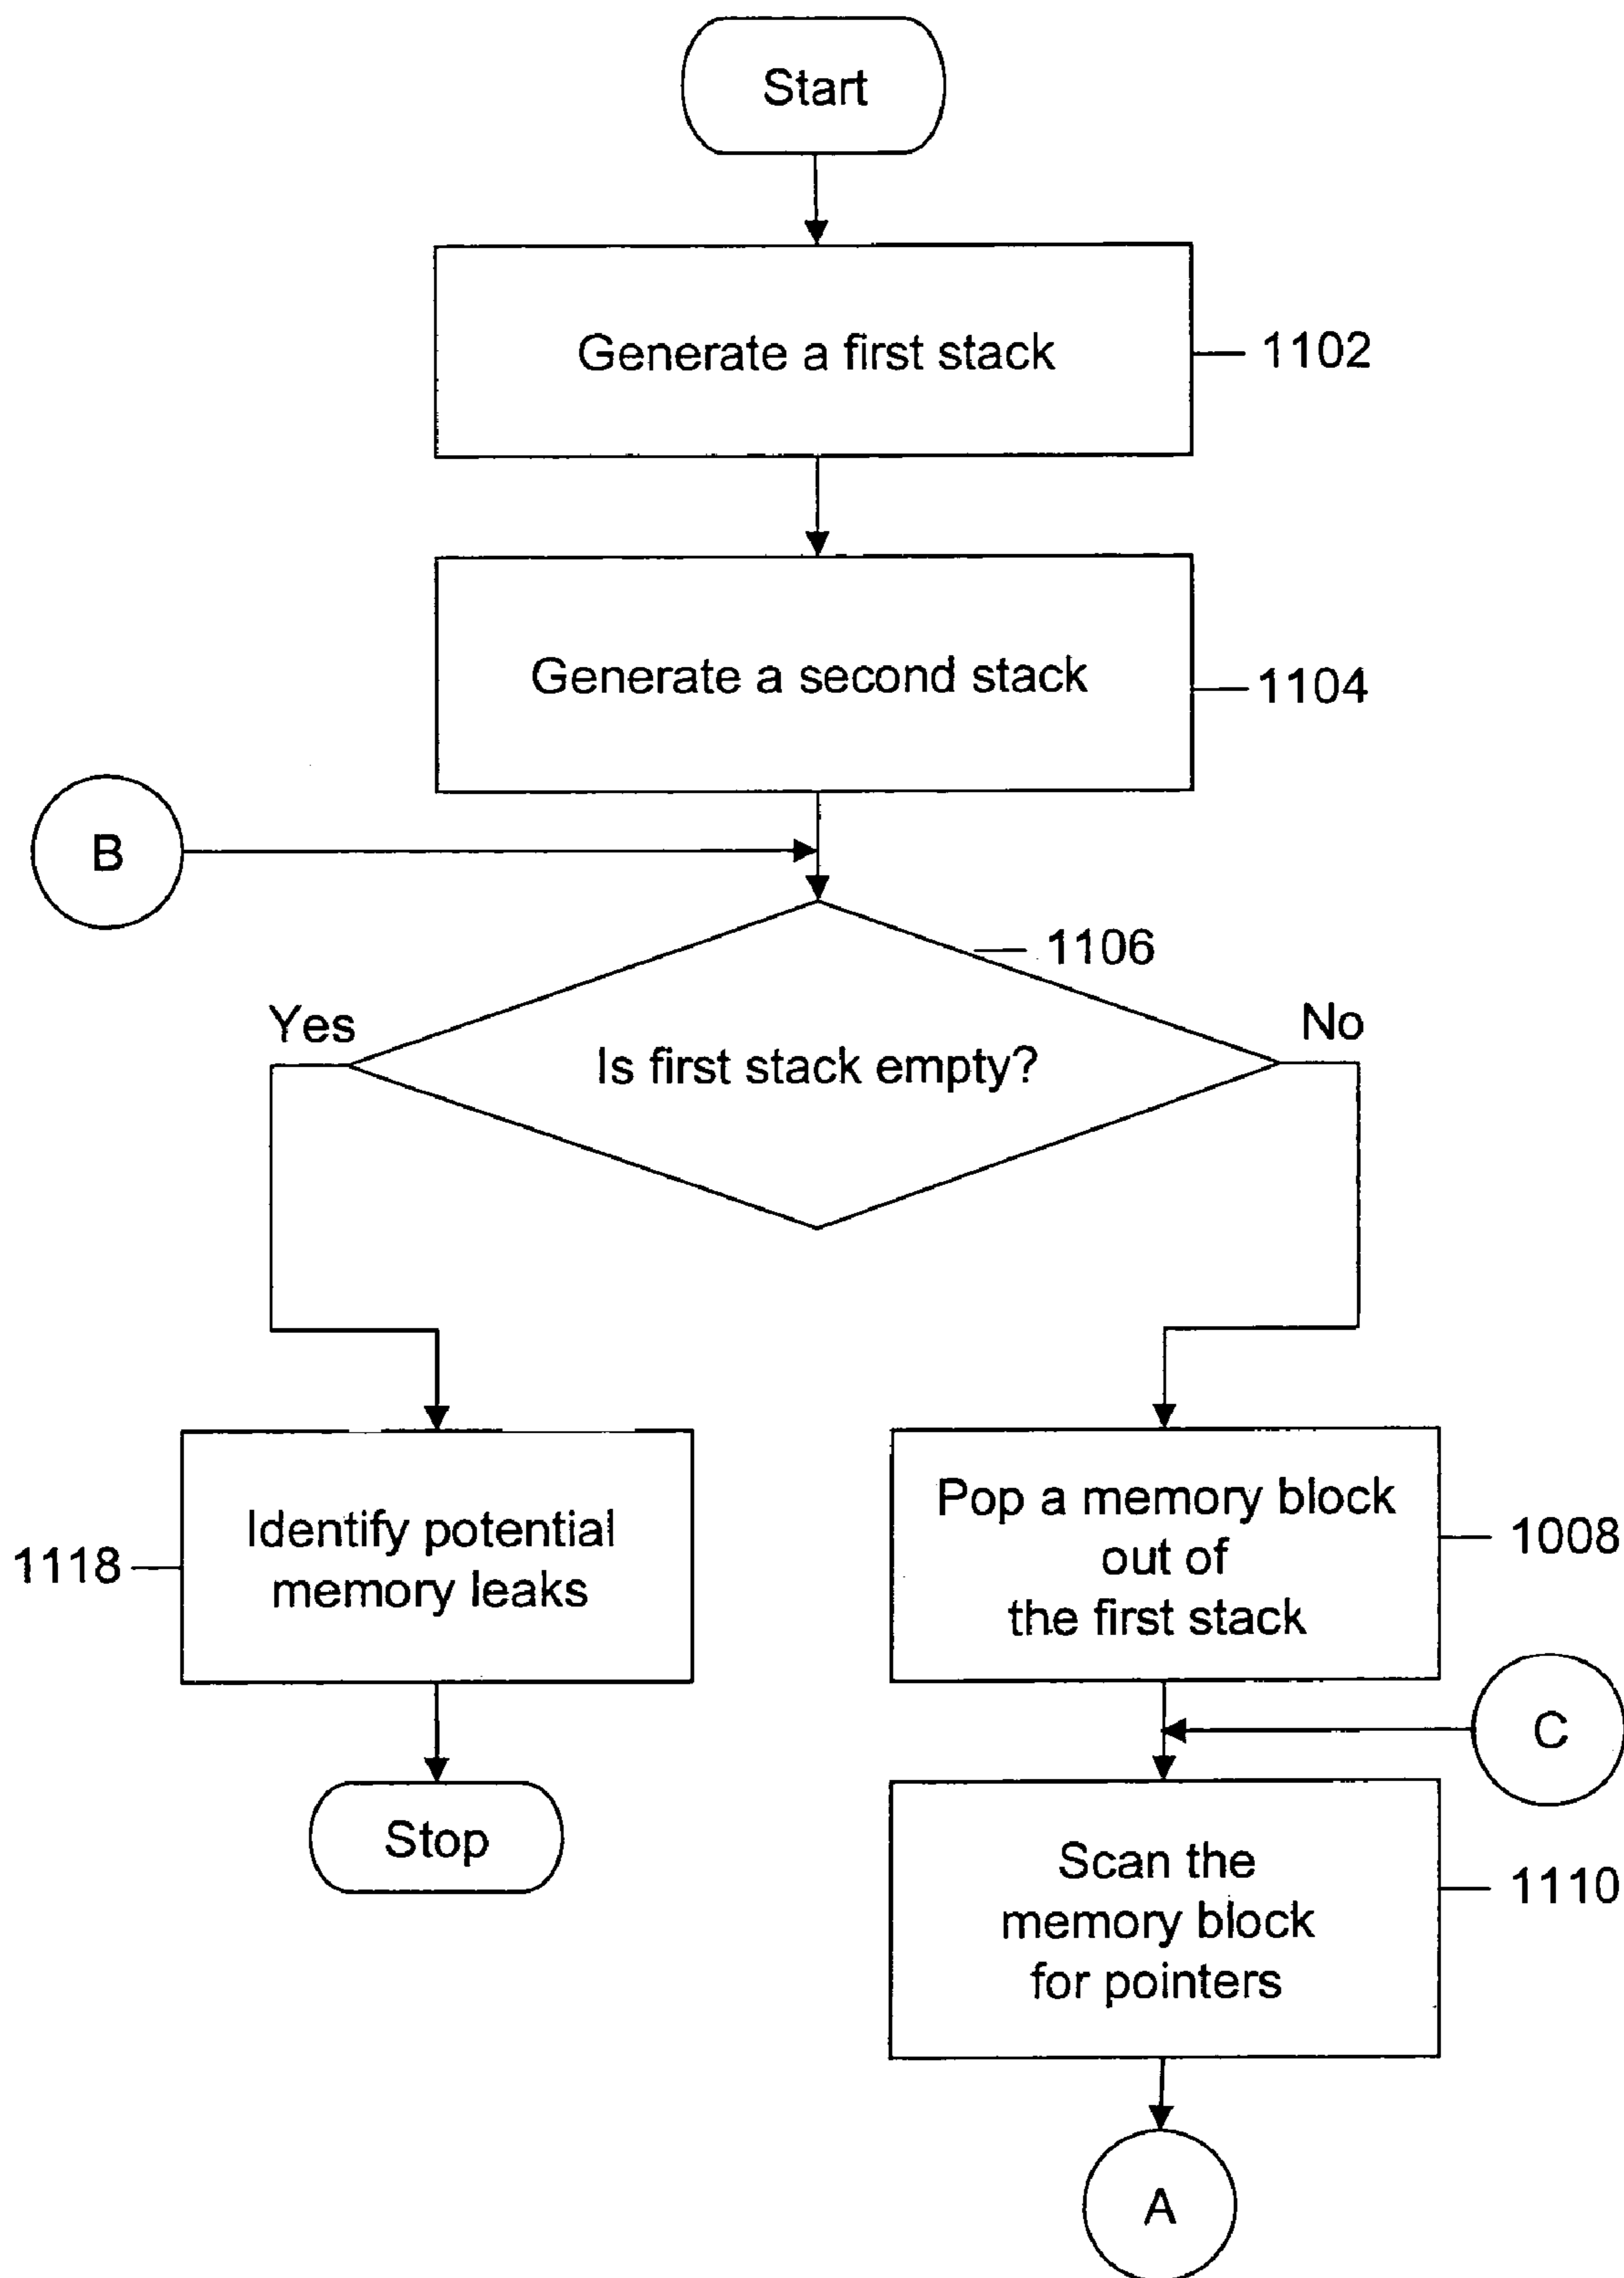 Start
Generate a first stack
1102
Generate a second stack
1104
B
1106
Yes
No
Is first stack empty?
Identify potential
memory leaks
1118
Pop a memory block
out of
the first stack
1008
C
Stop
Scan the
memory block
for pointers
1110
A